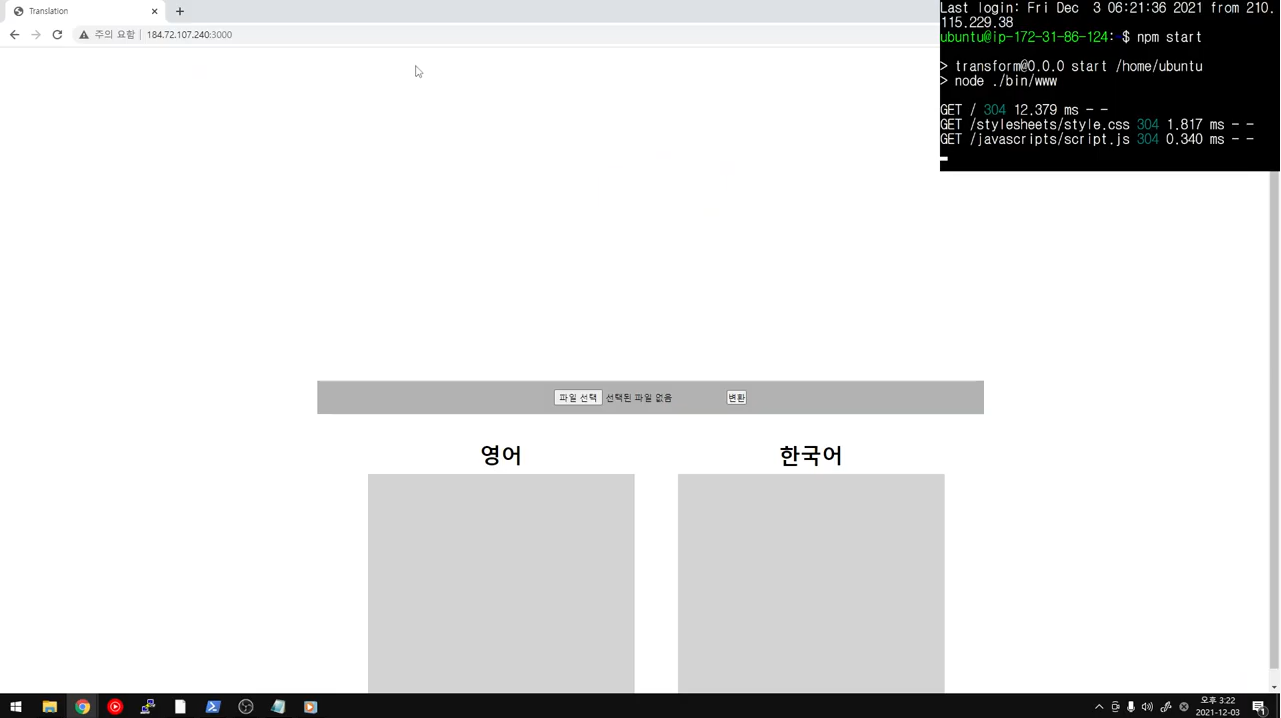 Translation
주의 요함 | 184.72.107.240:3000
Last login: Fri Dec  3 06:21:36 2021 from 210.
115.229.38
ubuntu@ip-172-31-86-124:~$ npm start
> transform@0.0.0 start /home/ubuntu
> node ./bin/www
GET / 304 12.379 ms - -
GET /stylesheets/style.css 304 1.817 ms - -
GET /javascripts/script.js 304 0.340 ms - -
파일 선택 선택된 파일 없음 변환
영어 한국어
오후 3:22
2021-12-03
1